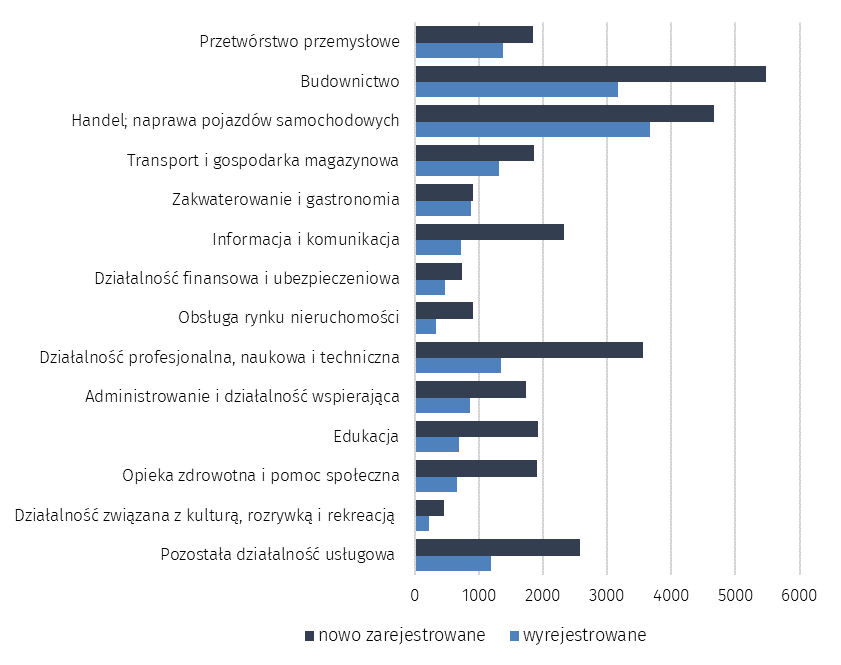 Przetwórstwo przemysłowe
Budownictwo
Handel; naprawa pojazdów samochodowych
Transport i gospodarka magazynowa
Zakwaterowanie i gastronomia
Informacja i komunikacja
Działalność finansowa i ubezpieczeniowa
Obsługa rynku nieruchomości
Działalność profesjonalna, naukowa i techniczna
Administrowanie i działalność wspierająca
Edukacja
Opieka zdrowotna i pomoc społeczna
Działalność związana z kulturą, rozrywką i rekreacją
Pozostała działalność usługowa
0 1000 2000 3000 4000 5000 6000
nowo zarejestrowane wyrejestrowane